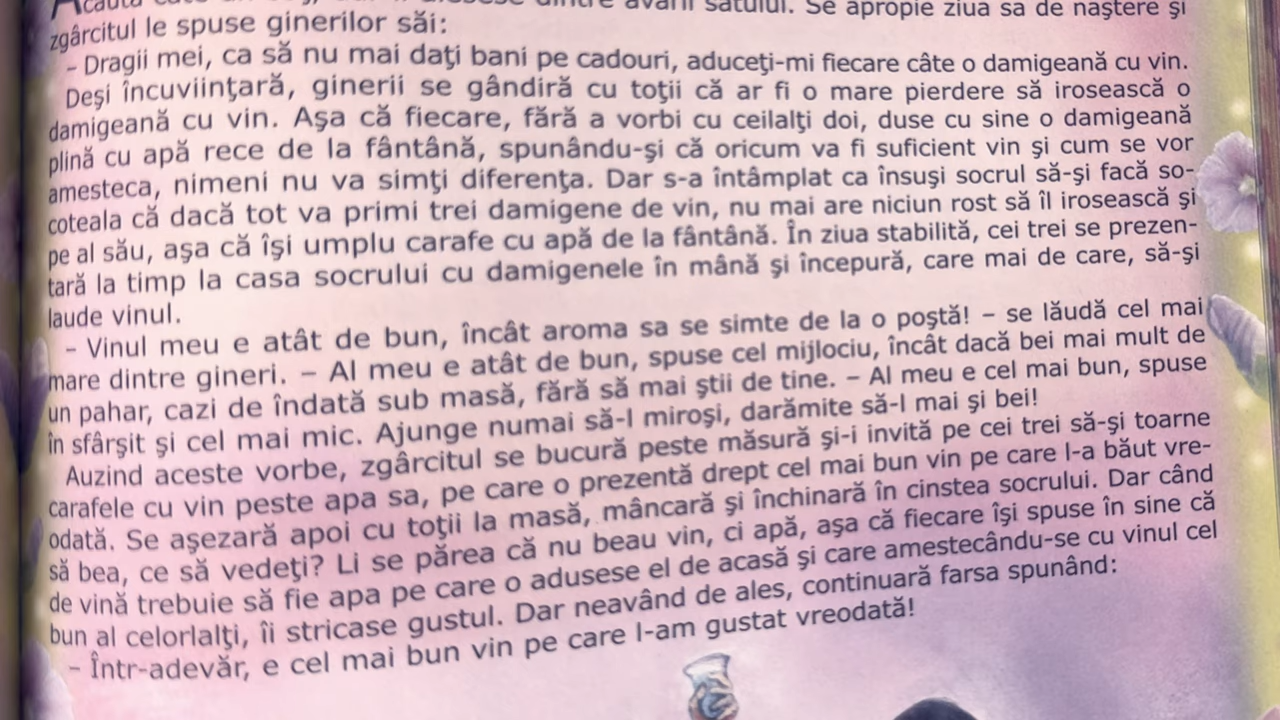 satului. Se apropie ziua sa de naştere şi
zgârcitul le spuse ginerilor săi:
– Dragii mei, ca să nu mai daţi bani pe cadouri, aduceţi-mi fiecare câte o damigeană cu vin.
Deşi încuviinţară, ginerii se gândiră cu toţii că ar fi o mare pierdere să irosească o
damigeană cu vin. Aşa că fiecare, fără a vorbi cu ceilalţi doi, duse cu sine o damigeană
plină cu apă rece de la fântână, spunându-şi că oricum va fi suficient vin şi cum se vor
amesteca, nimeni nu va simţi diferenţa. Dar s-a întâmplat ca însuşi socrul să-şi facă so-
coteala că dacă tot va primi trei damigene de vin, nu mai are niciun rost să îl irosească şi
pe al său, aşa că îşi umplu carafe cu apă de la fântână. În ziua stabilită, cei trei se prezen-
tară la timp la casa socrului cu damigenele în mână şi începură, care mai de care, să-şi
laude vinul.
– Vinul meu e atât de bun, încât aroma sa se simte de la o poştă! – se lăudă cel mai
mare dintre gineri. – Al meu e atât de bun, spuse cel mijlociu, încât dacă bei mai mult de
un pahar, cazi de îndată sub masă, fără să mai ştii de tine. – Al meu e cel mai bun, spuse
în sfârşit şi cel mai mic. Ajunge numai să-l miroşi, darămite să-l mai şi bei!
Auzind aceste vorbe, zgârcitul se bucură peste măsură şi-i invită pe cei trei să-şi toarne
carafele cu vin peste apa sa, pe care o prezentă drept cel mai bun vin pe care l-a băut vre-
odată. Se aşezară apoi cu toţii la masă, mâncară şi închinară în cinstea socrului. Dar când
să bea, ce să vedeţi? Li se părea că nu beau vin, ci apă, aşa că fiecare îşi spuse în sine că
de vină trebuie să fie apa pe care o adusese el de acasă şi care amestecându-se cu vinul cel
bun al celorlalţi, îi stricase gustul. Dar neavând de ales, continuară farsa spunând:
– Într-adevăr, e cel mai bun vin pe care l-am gustat vreodată!